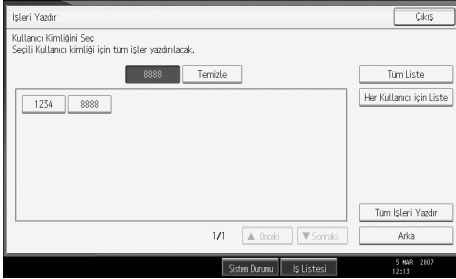 İşleri Yazdır
Çıkış
Kullanıcı Kimliğini Seç
Seçili Kullanıcı kimliği için tüm işler yazdırılacak.
8888
Temizle
Tüm Liste
1234
8888
Her Kullanıcı için Liste
Tüm İşleri Yazdır
1/1
▲ Önceki
▼ Sonraki
Arka
Sistem Durumu
İş Listesi
5 MAR 2007
12:13